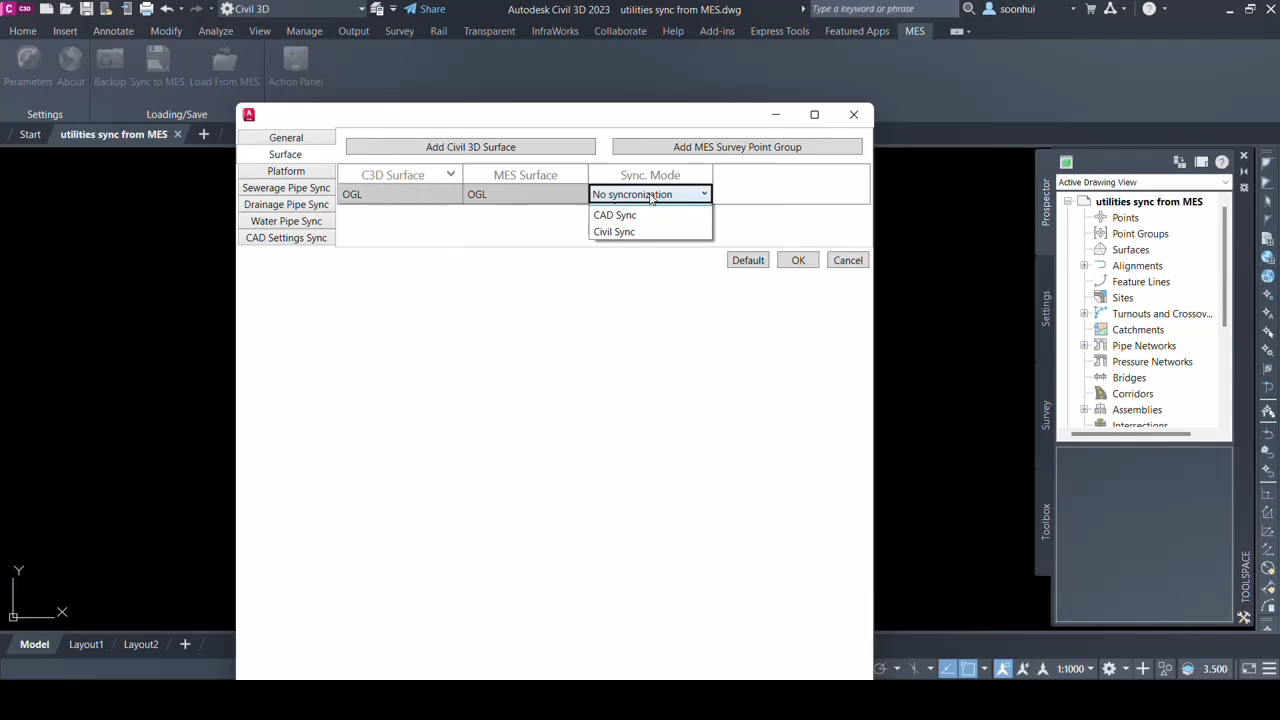 C C3D Civil 3D Share Autodesk Civil 3D 2023 utilities sync from MES.dwg Type a keyword or phrase soonhui ?
Home Insert Annotate Modify Analyze View Manage Output Survey Rail Transparent InfraWorks Collaborate Help Add-ins Express Tools Featured Apps MES
Parameters About Backup Sync to MES Load From MES Action Panel
Settings Loading/Save
Start utilities sync from MES
General
Surface
Platform
Sewerage Pipe Sync
Drainage Pipe Sync
Water Pipe Sync
CAD Settings Sync
Add Civil 3D Surface Add MES Survey Point Group
C3D Surface MES Surface Sync. Mode
OGL OGL No syncronization
CAD Sync
Civil Sync
Default OK Cancel
Active Drawing View
utilities sync from MES
Points
Point Groups
Surfaces
Alignments
Feature Lines
Sites
Turnouts and Crossov...
Catchments
Pipe Networks
Pressure Networks
Bridges
Corridors
Assemblies
Intersections
Prospector
Settings
Survey
Toolbox
TOOLSPACE
Y
X
Model Layout1 Layout2
1:1000 3.500